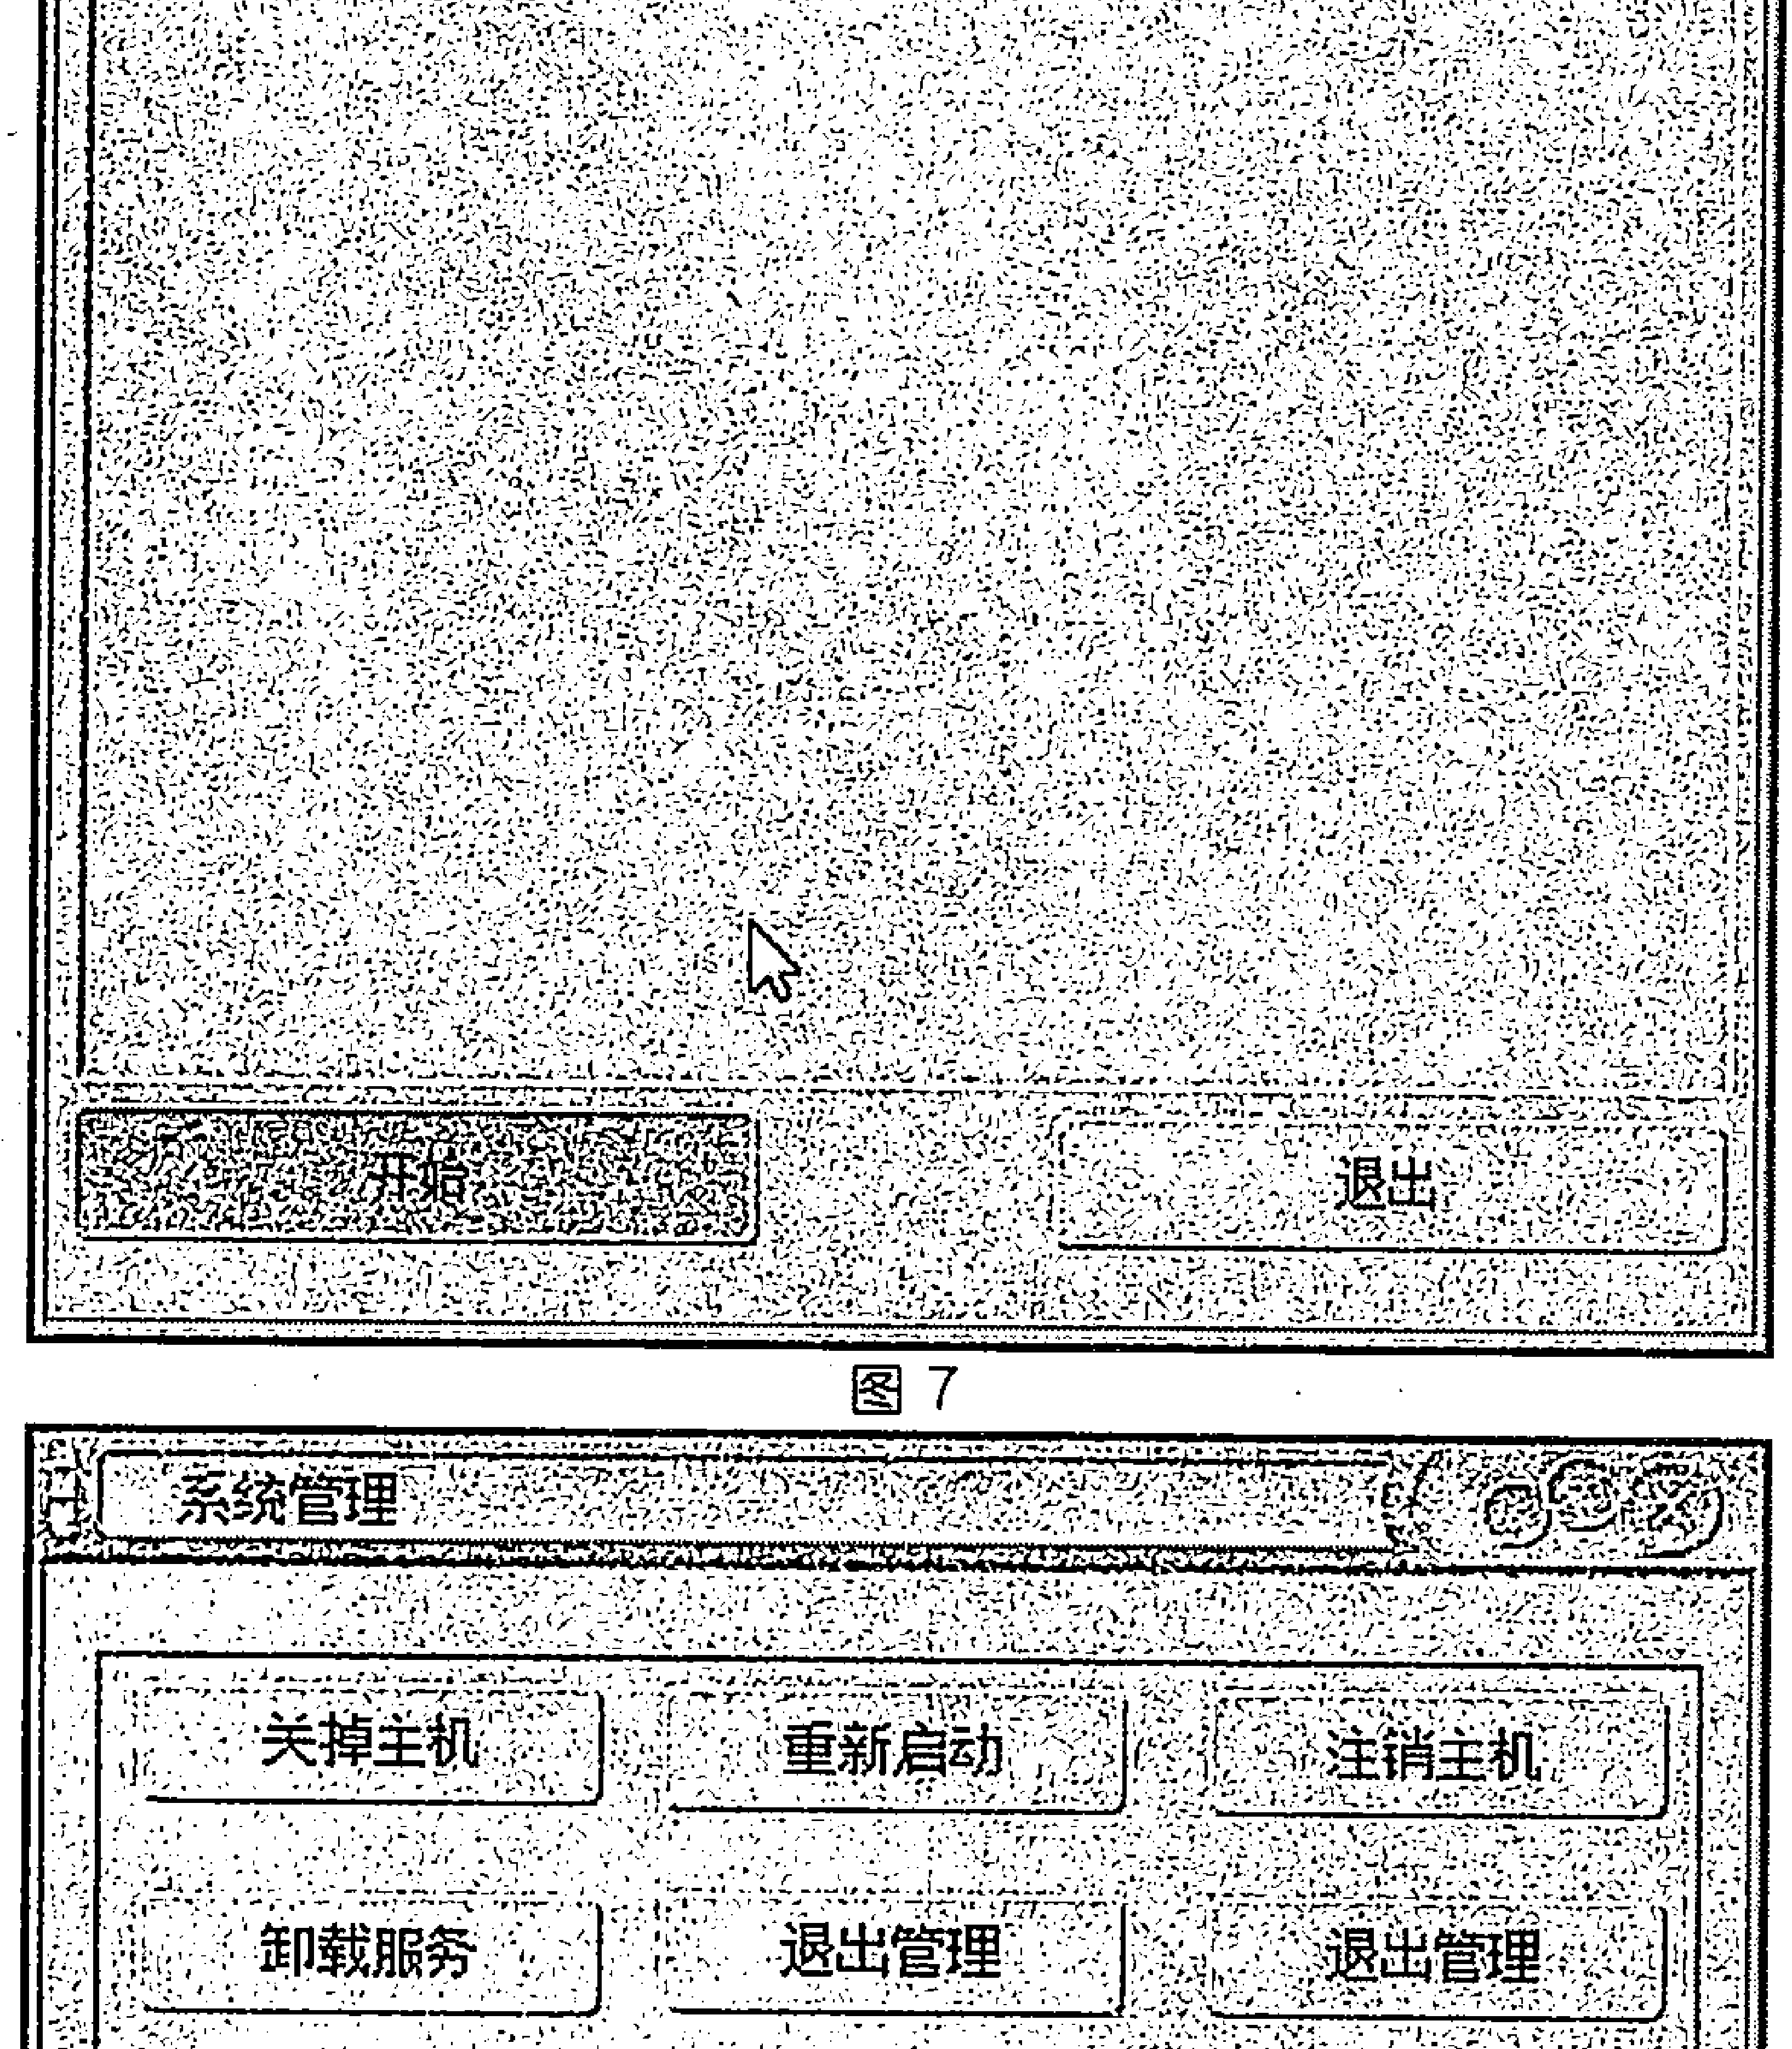 开始 退出
图 7
系统管理
关掉主机 重新启动 注销主机
卸载服务 退出管理 退出管理